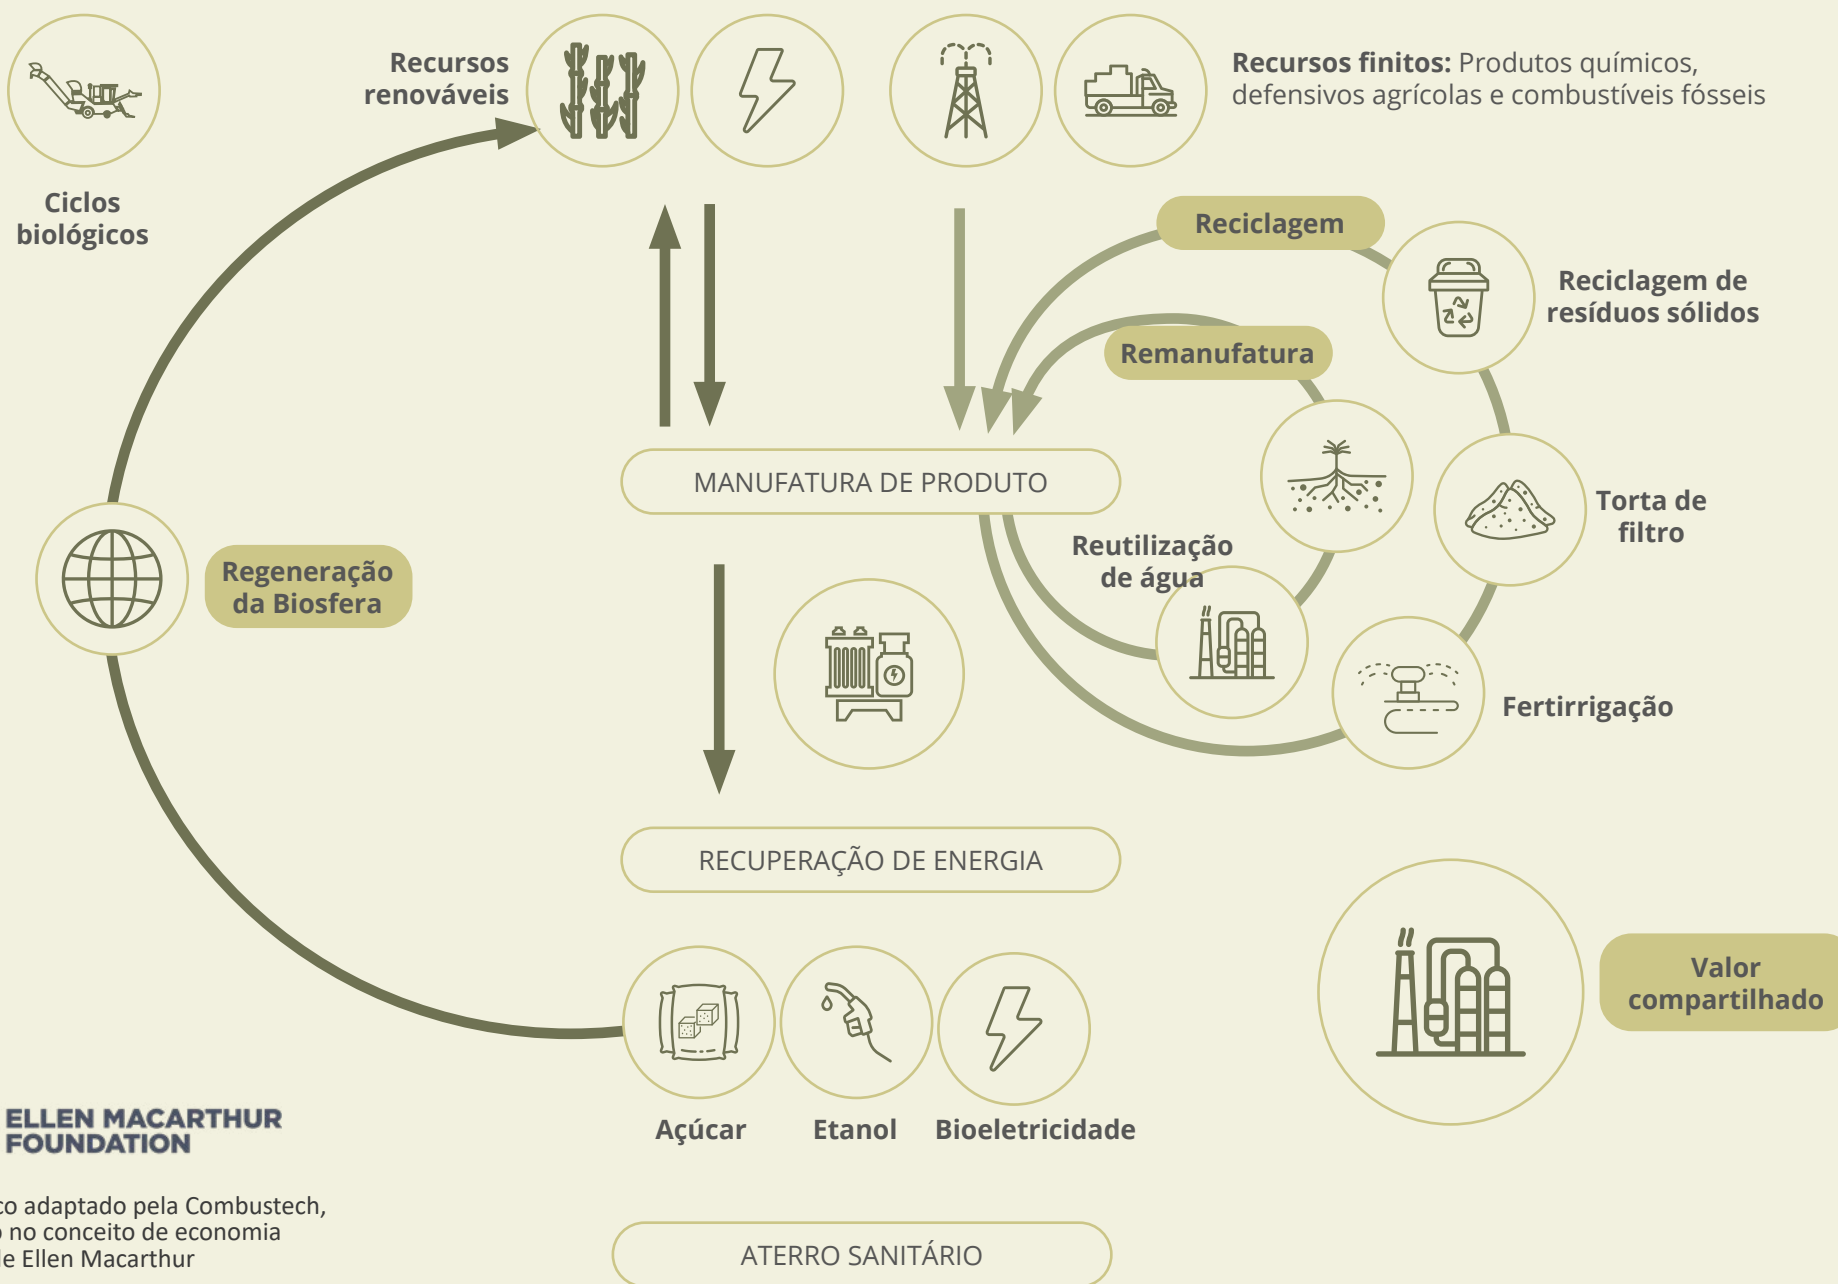 Recursos
renováveis
Recursos finitos: Produtos químicos,
defensivos agrícolas e combustíveis fósseis
Ciclos
biológicos
Reciclagem
Reciclagem de
resíduos sólidos
Remanufatura
MANUFATURA DE PRODUTO
Torta de
filtro
Reutilização
de água
Regeneração
da Biosfera
Fertirrigação
RECUPERAÇÃO DE ENERGIA
Valor
compartilhado
Açúcar
Etanol
Bioeletricidade
ELLEN MACARTHUR
FOUNDATION
adaptado pela Combustech,
no conceito de economia
Ellen Macarthur
ATERRO SANITÁRIO